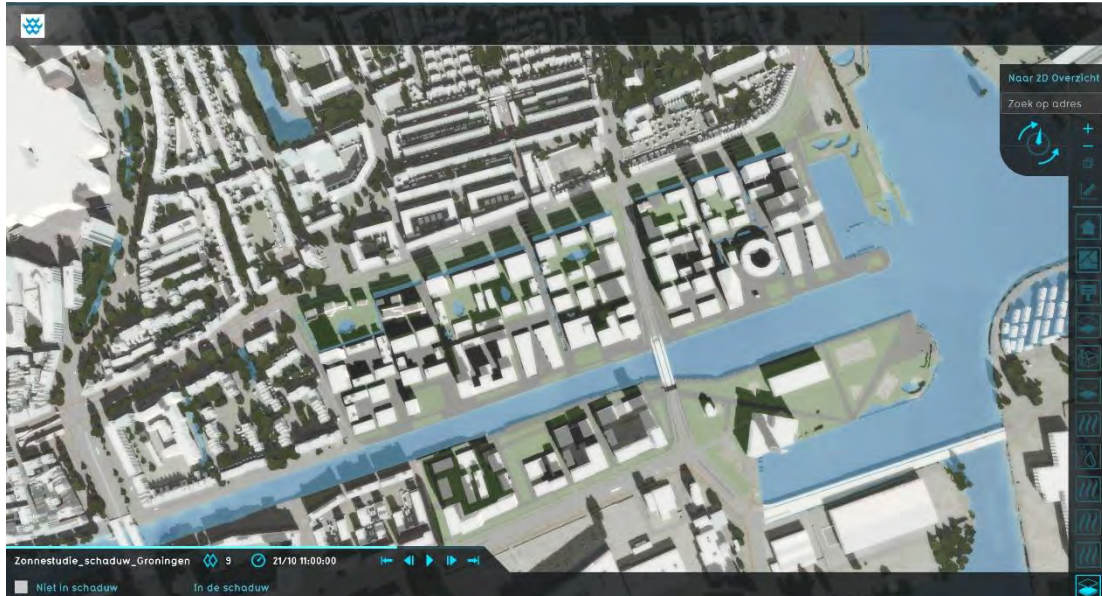 Naar 2D Overzicht
Zoek op adres
+
−
Zonnestudie_schaduw_Groningen 9 21/10 11:00:00
Niet in schaduw In de schaduw